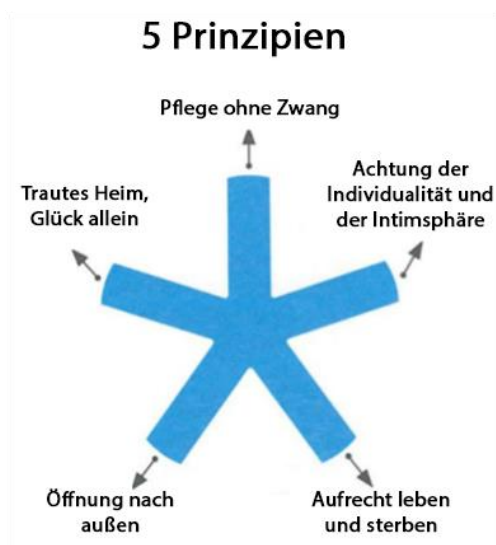 5 Prinzipien
Pflege ohne Zwang
Achtung der
Individualität und
der Intimsphäre
Trautes Heim,
Glück allein
Öffnung nach
außen
Aufrecht leben
und sterben